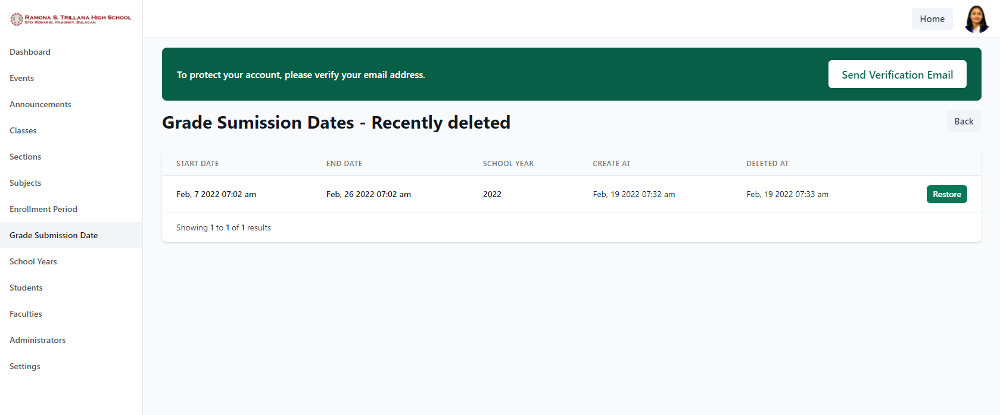 RAMONA S. TRILLANA HIGH SCHOOL
STO. ROSARIO, HAGONOY, BULACAN
Home
Dashboard
Events
Announcements
Classes
Sections
Subjects
Enrollment Period
Grade Submission Date
School Years
Students
Faculties
Administrators
Settings
To protect your account, please verify your email address.
Send Verification Email
Grade Sumission Dates - Recently deleted
Back
START DATE END DATE SCHOOL YEAR CREATE AT DELETED AT
Feb, 7 2022 07:02 am Feb, 26 2022 07:02 am 2022 Feb, 19 2022 07:32 am Feb, 19 2022 07:33 am Restore
Showing 1 to 1 of 1 results